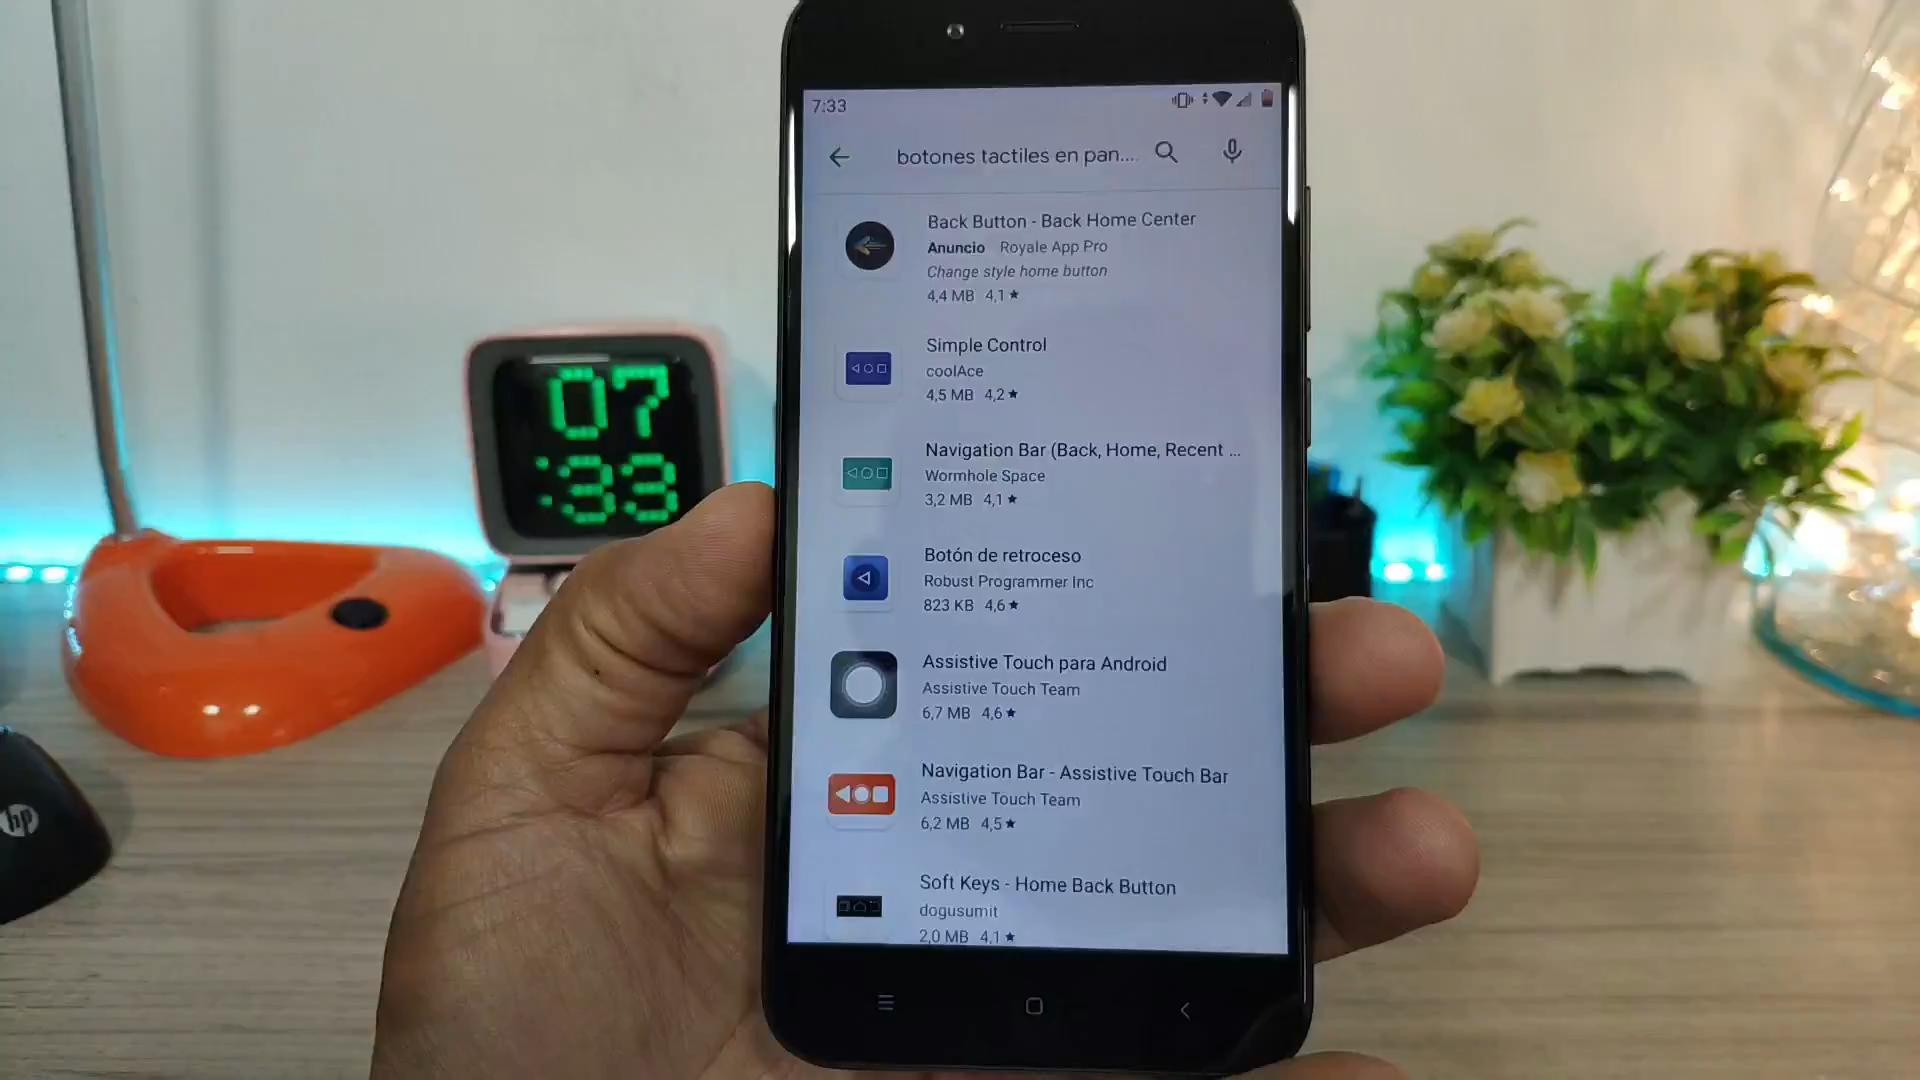 7:33
botones tactiles en pan....
Back Button - Back Home Center
Anuncio Royale App Pro
Change style home button
4,4 MB 4,1★
Simple Control
coolAce
4,5 MB 4,2★
Navigation Bar (Back, Home, Recent ...
Wormhole Space
3,2 MB 4,1★
Botón de retroceso
Robust Programmer Inc
823 KB 4,6★
Assistive Touch para Android
Assistive Touch Team
6,7 MB 4,6★
Navigation Bar - Assistive Touch Bar
Assistive Touch Team
6,2 MB 4,5★
Soft Keys - Home Back Button
dogusumit
2,0 MB 4,1★
07
:33
hp